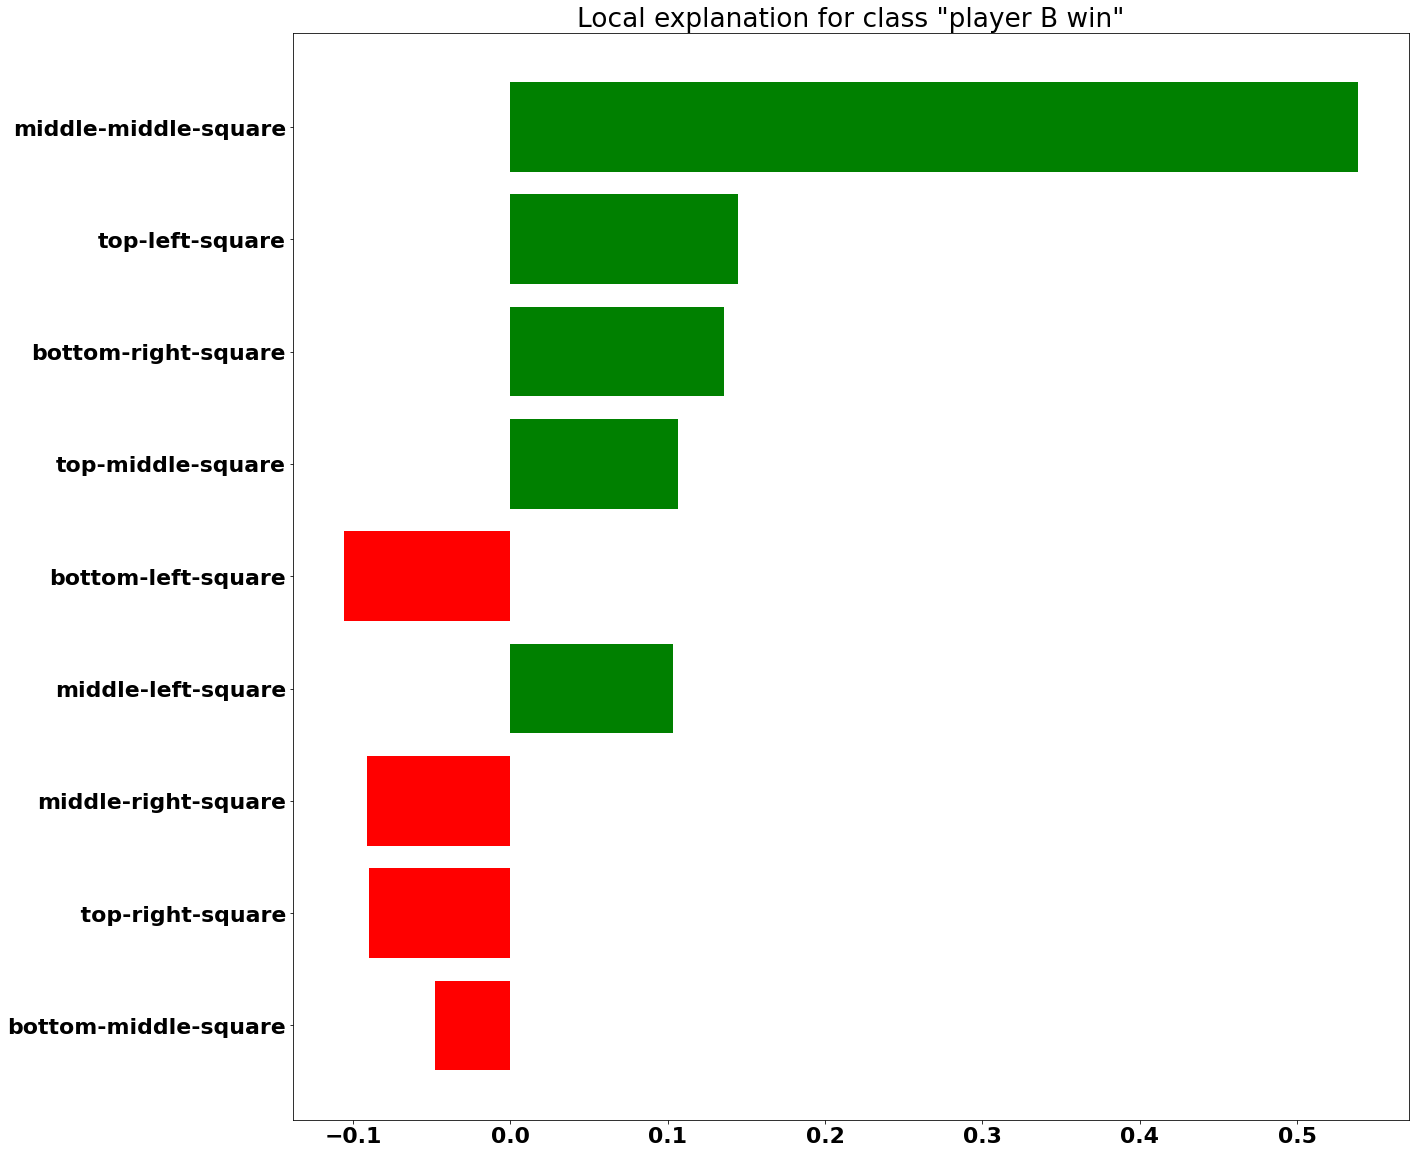 Local explanation for class "player B win"
middle-middle-square
top-left-square
bottom-right-square
top-middle-square
bottom-left-square
middle-left-square
middle-right-square
top-right-square
bottom-middle-square
−0.1 0.0 0.1 0.2 0.3 0.4 0.5